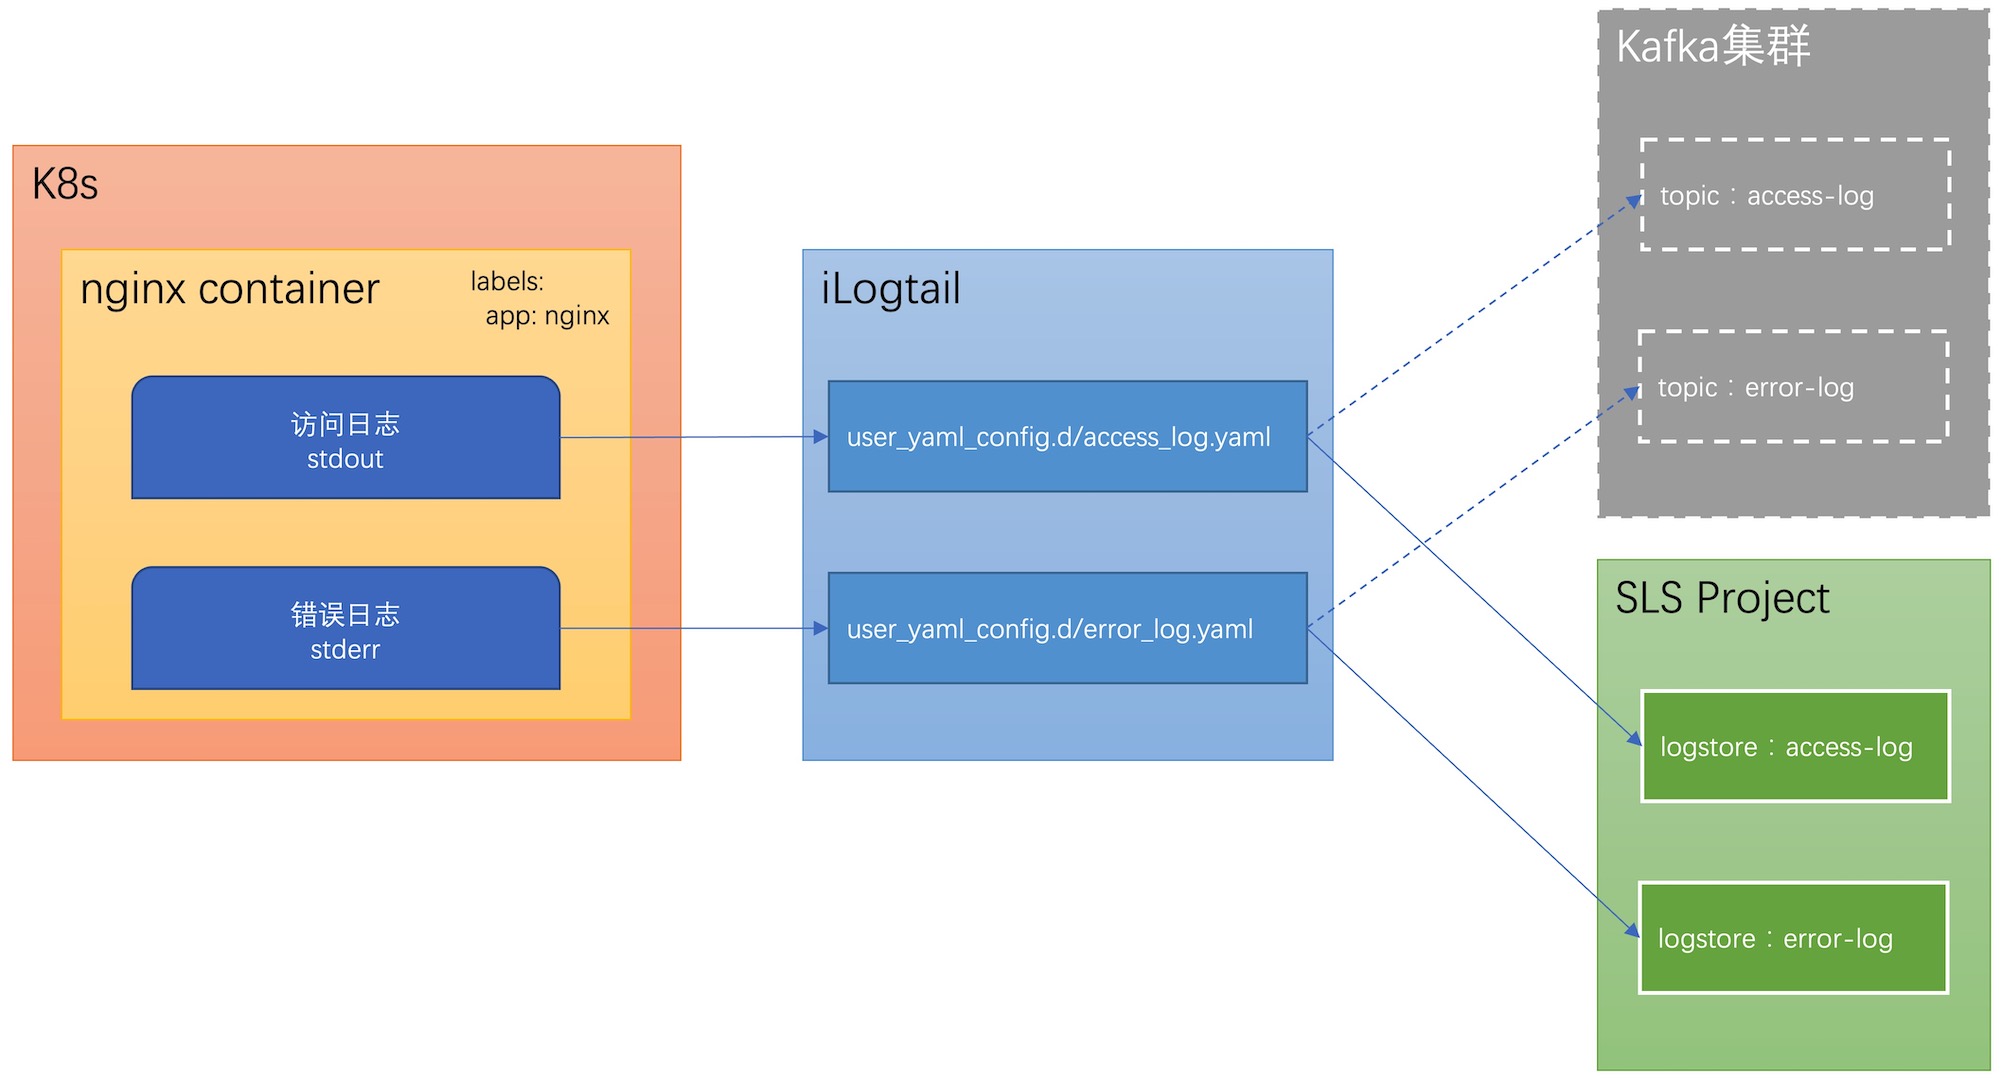 K8s
nginx container
labels:
app: nginx
访问日志
stdout
错误日志
stderr
iLogtail
user_yaml_config.d/access_log.yaml
user_yaml_config.d/error_log.yaml
Kafka集群
topic：access-log
topic：error-log
SLS Project
logstore：access-log
logstore：error-log